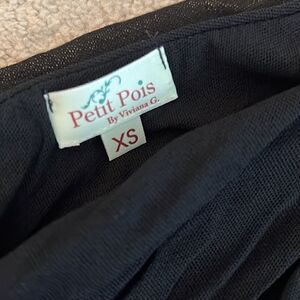 Petit Pois
By Viviana G.
XS